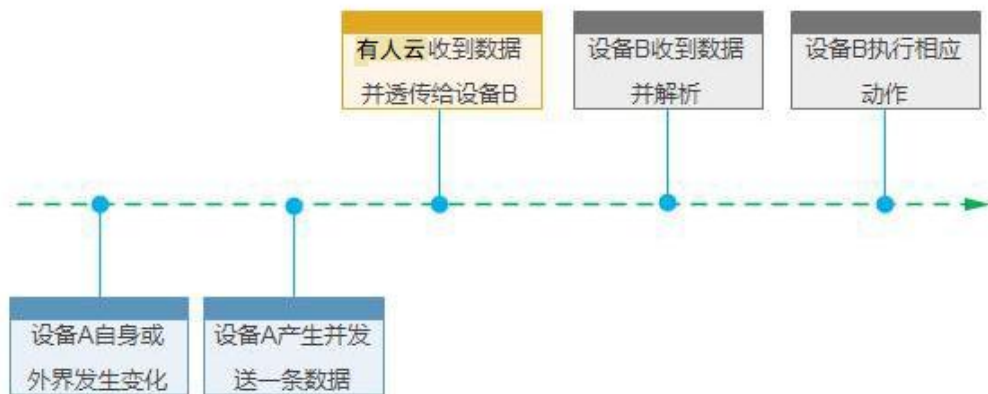 有人云收到数据
并透传给设备B
设备B收到数据
并解析
设备B执行相应
动作
设备A自身或
外界发生变化
设备A产生并发
送一条数据